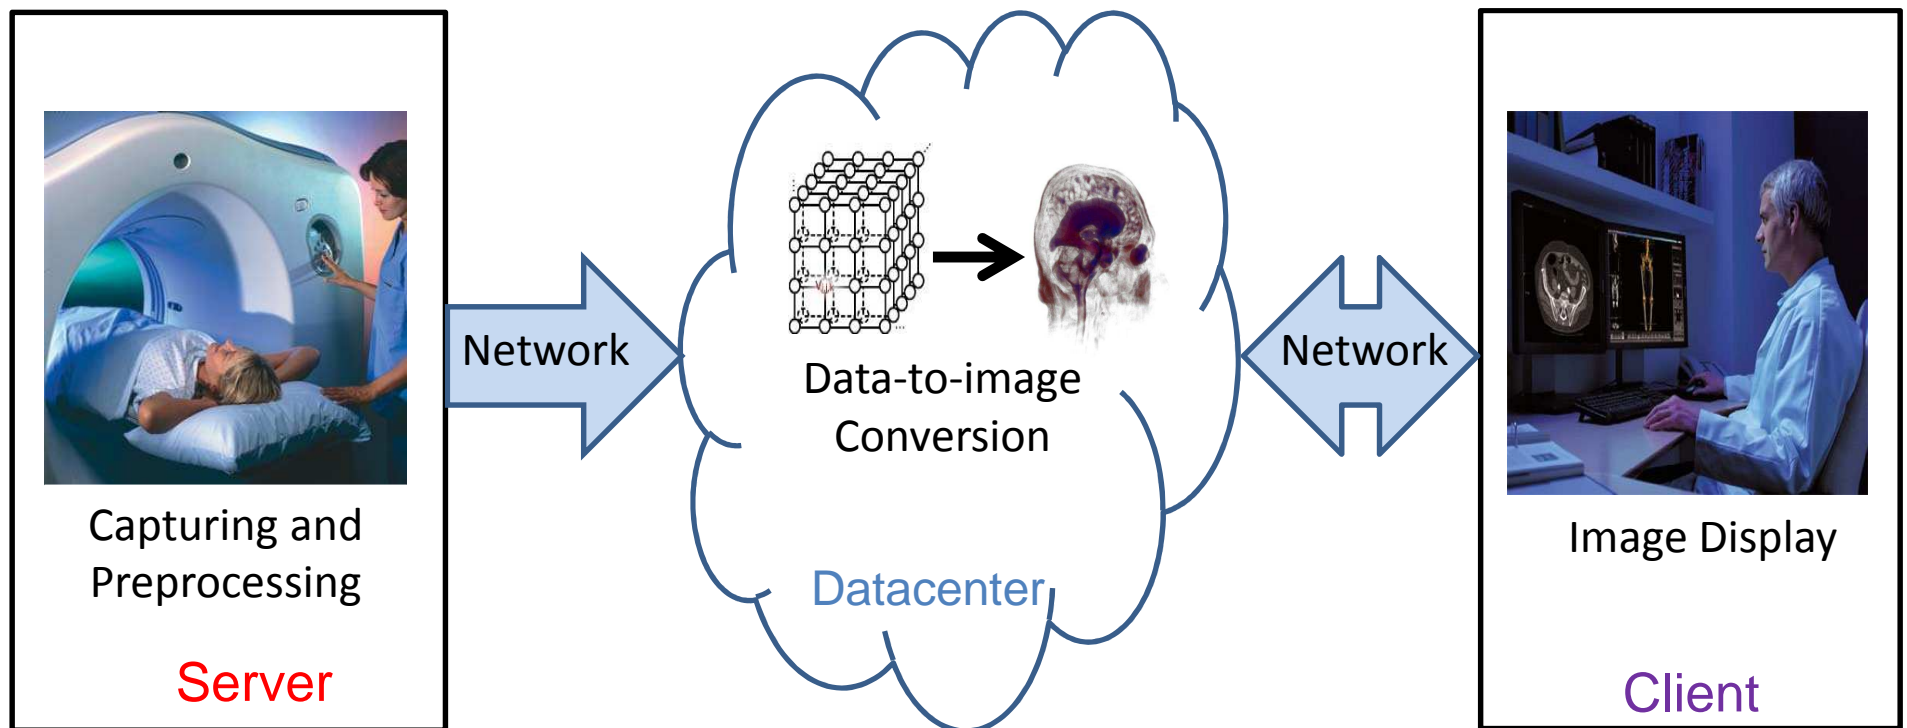 Capturing and
Preprocessing
Server
Network
Data-to-image
Conversion
Datacenter
Network
Image Display
Client